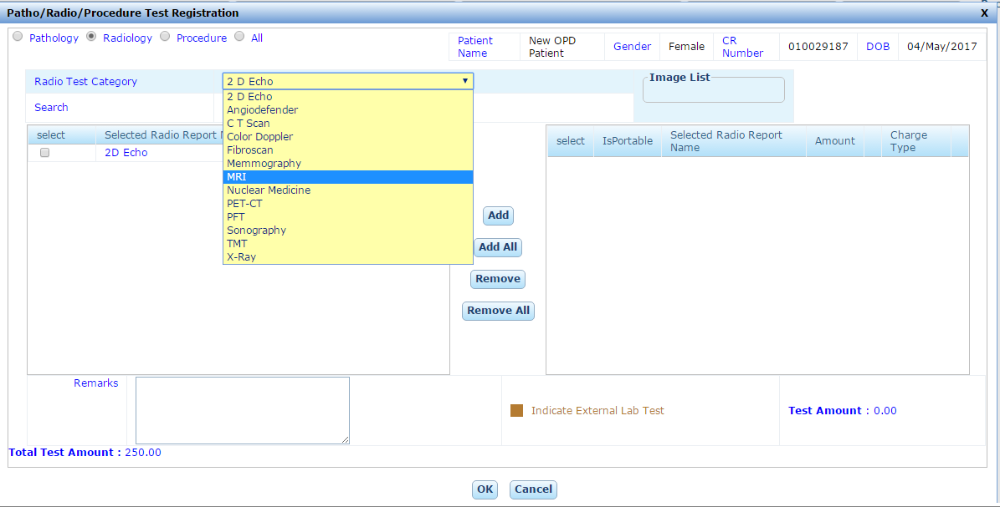 Patho/Radio/Procedure Test Registration X
Pathology Radiology Procedure All
Patient Name New OPD Patient Gender Female CR Number 010029187 DOB 04/May/2017
Radio Test Category 2 D Echo Image List
Search
2 D Echo
Angiodefender
C T Scan
Color Doppler
Fibroscan
Memmography
MRI
Nuclear Medicine
PET-CT
PFT
Sonography
TMT
X-Ray
select Selected Radio Report
2D Echo
Add
Add All
Remove
Remove All
select IsPortable Selected Radio Report Name Amount Charge Type
Remarks
Indicate External Lab Test
Test Amount : 0.00
Total Test Amount : 250.00
OK Cancel